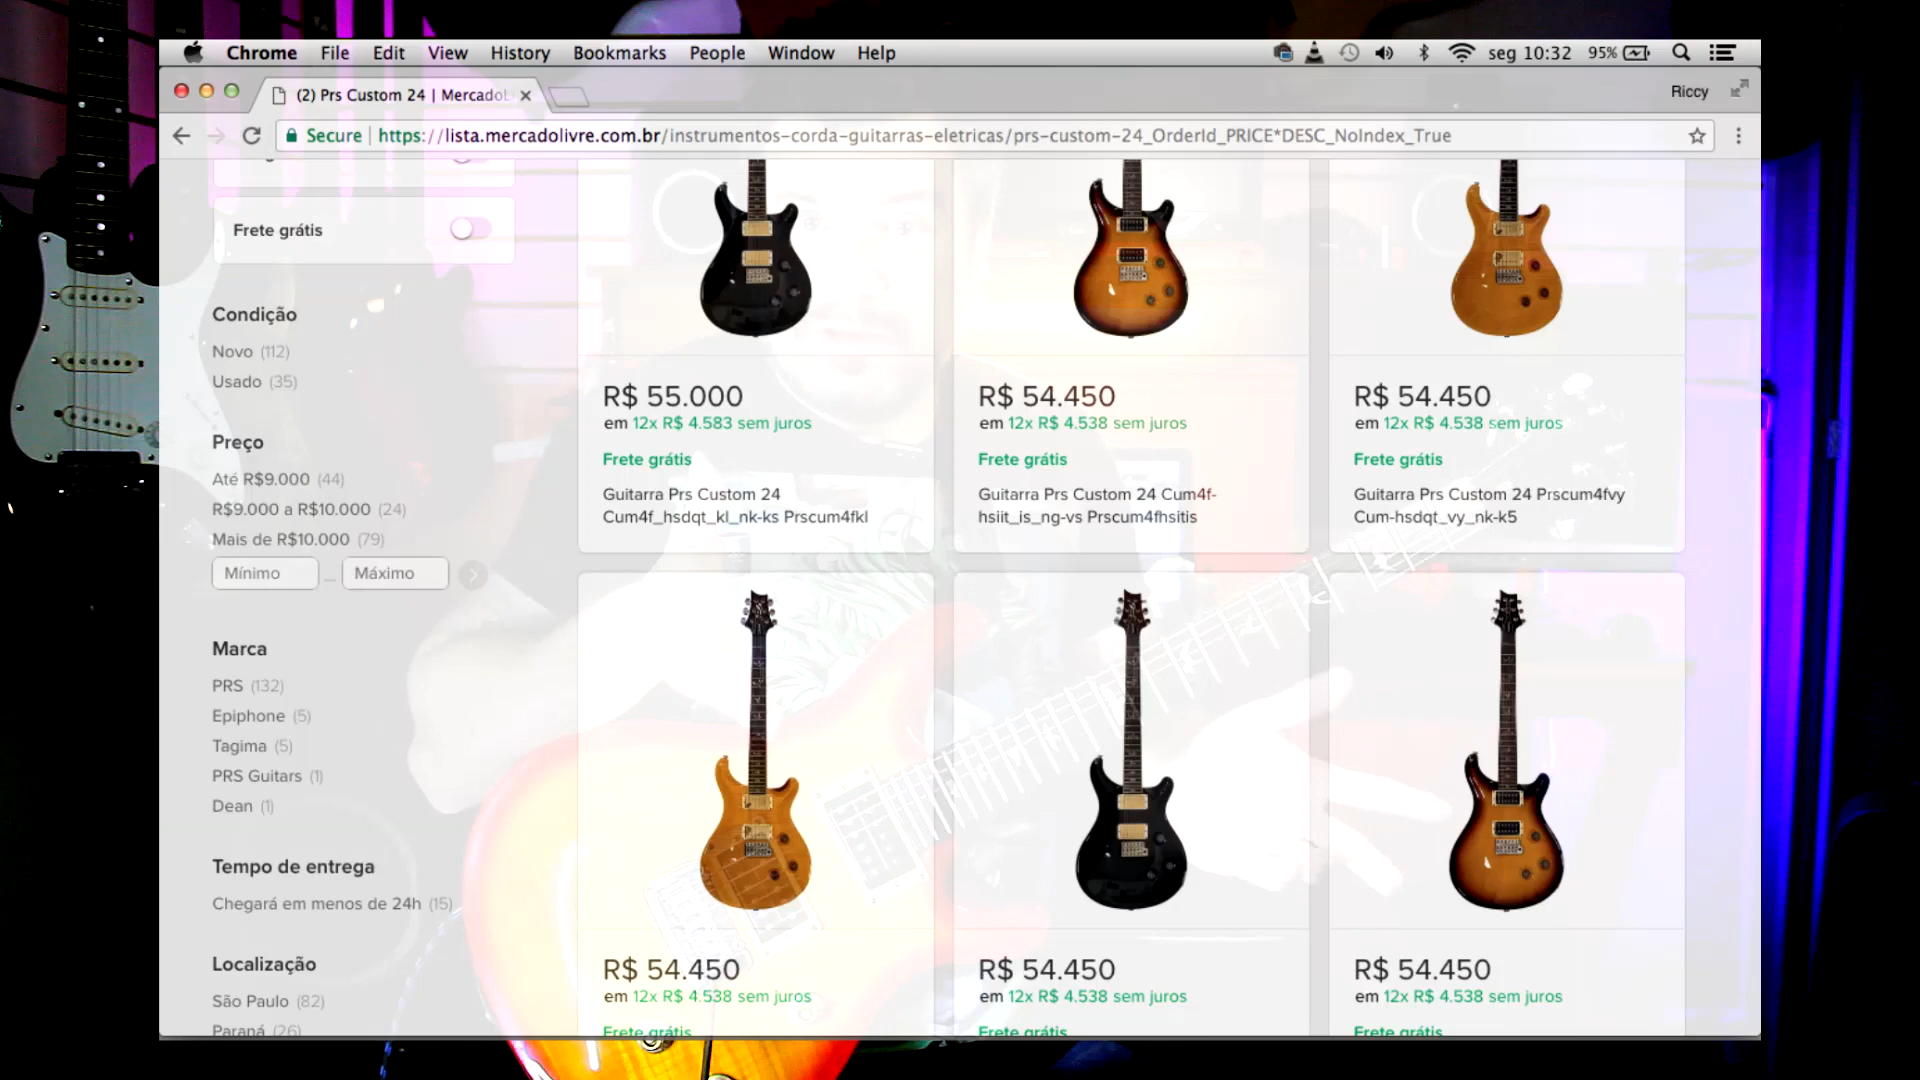 Chrome File Edit View History Bookmarks People Window Help seg 10:32 95%
(2) Prs Custom 24 | MercadoL
Riccy
Secure | https://lista.mercadolivre.com.br/instrumentos-corda-guitarras-eletricas/prs-custom-24_OrderId_PRICE*DESC_NoIndex_True
Frete grátis
Condição
Novo (112)
Usado (35)
Preço
Até R$9.000 (44)
R$9.000 a R$10.000 (24)
Mais de R$10.000 (79)
Mínimo ... Máximo
Marca
PRS (132)
Epiphone (5)
Tagima (5)
PRS Guitars (1)
Dean (1)
Tempo de entrega
Chegará em menos de 24h (15)
Localização
São Paulo (82)
Paraná (26)
R$ 55.000
em 12x R$ 4.583 sem juros
Frete grátis
Guitarra Prs Custom 24
Cum4f_hsdqt_kl_nk-ks Prscum4fkl
R$ 54.450
em 12x R$ 4.538 sem juros
Frete grátis
Guitarra Prs Custom 24 Cum4f-
hsiit_is_ng-vs Prscum4fhsitis
R$ 54.450
em 12x R$ 4.538 sem juros
Frete grátis
Guitarra Prs Custom 24 Prscum4fvy
Cum-hsdqt_vy_nk-k5
R$ 54.450
em 12x R$ 4.538 sem juros
Frete grátis
R$ 54.450
em 12x R$ 4.538 sem juros
Frete grátis
R$ 54.450
em 12x R$ 4.538 sem juros
Frete grátis